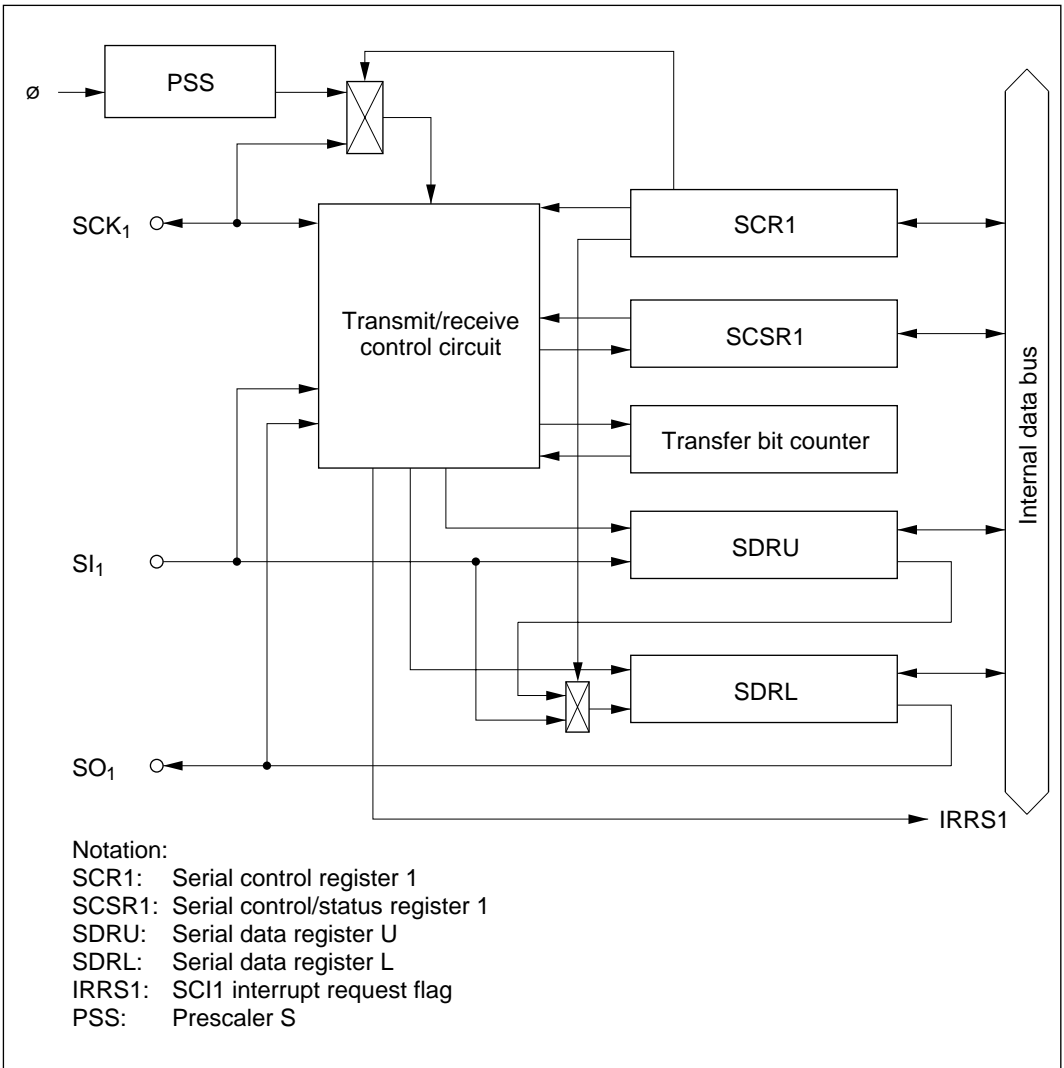 PSS
ø
SCK1
SCR1
Transmit/receive
control circuit
SCSR1
Transfer bit counter
Internal data bus
SI1
SDRU
SDRL
SO1
IRRS1
Notation:
SCR1: Serial control register 1
SCSR1: Serial control/status register 1
SDRU: Serial data register U
SDRL: Serial data register L
IRRS1: SCI1 interrupt request flag
PSS: Prescaler S